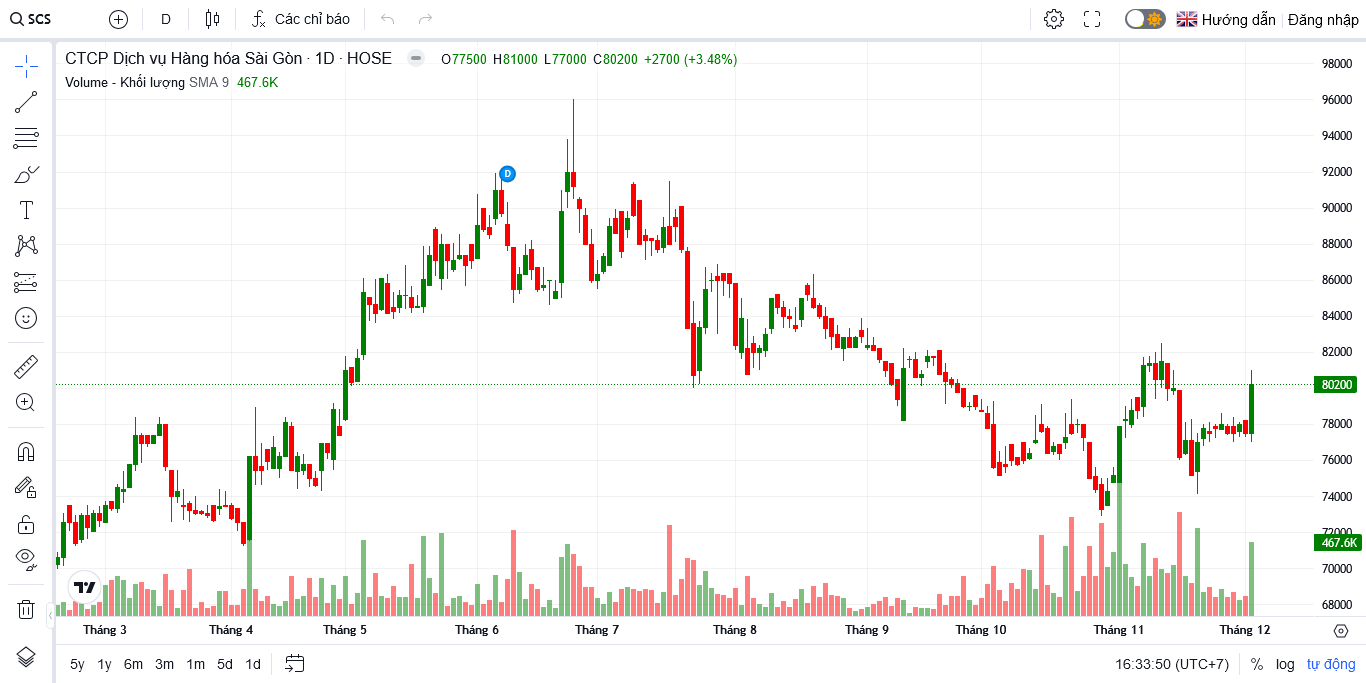 SCS D Các chỉ báo Hướng dẫn Đăng nhập
CTCP Dịch vụ Hàng hóa Sài Gòn · 1D · HOSE O77500 H81000 L77000 C80200 +2700 (+3.48%)
Volume - Khối lượng SMA 9 467.6K
98000
96000
94000
92000
D
90000
88000
86000
84000
82000
80200
78000
76000
74000
72000
467.6K
70000
68000
Tháng 3 Tháng 4 Tháng 5 Tháng 6 Tháng 7 Tháng 8 Tháng 9 Tháng 10 Tháng 11 Tháng 12
5y 1y 6m 3m 1m 5d 1d 16:33:50 (UTC+7) % log tự động